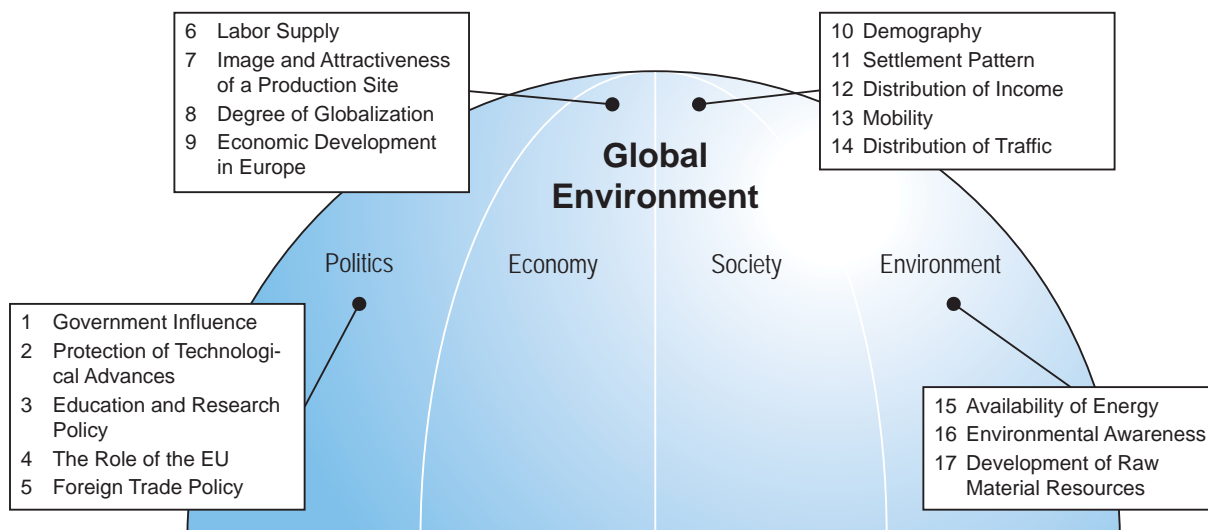 6 Labor Supply
7 Image and Attractiveness
of a Production Site
8 Degree of Globalization
9 Economic Development
in Europe
10 Demography
11 Settlement Pattern
12 Distribution of Income
13 Mobility
14 Distribution of Traffic
Global
Environment
Politics
Economy
Society
Environment
1 Government Influence
2 Protection of Technologi-
cal Advances
3 Education and Research
Policy
4 The Role of the EU
5 Foreign Trade Policy
15 Availability of Energy
16 Environmental Awareness
17 Development of Raw
Material Resources